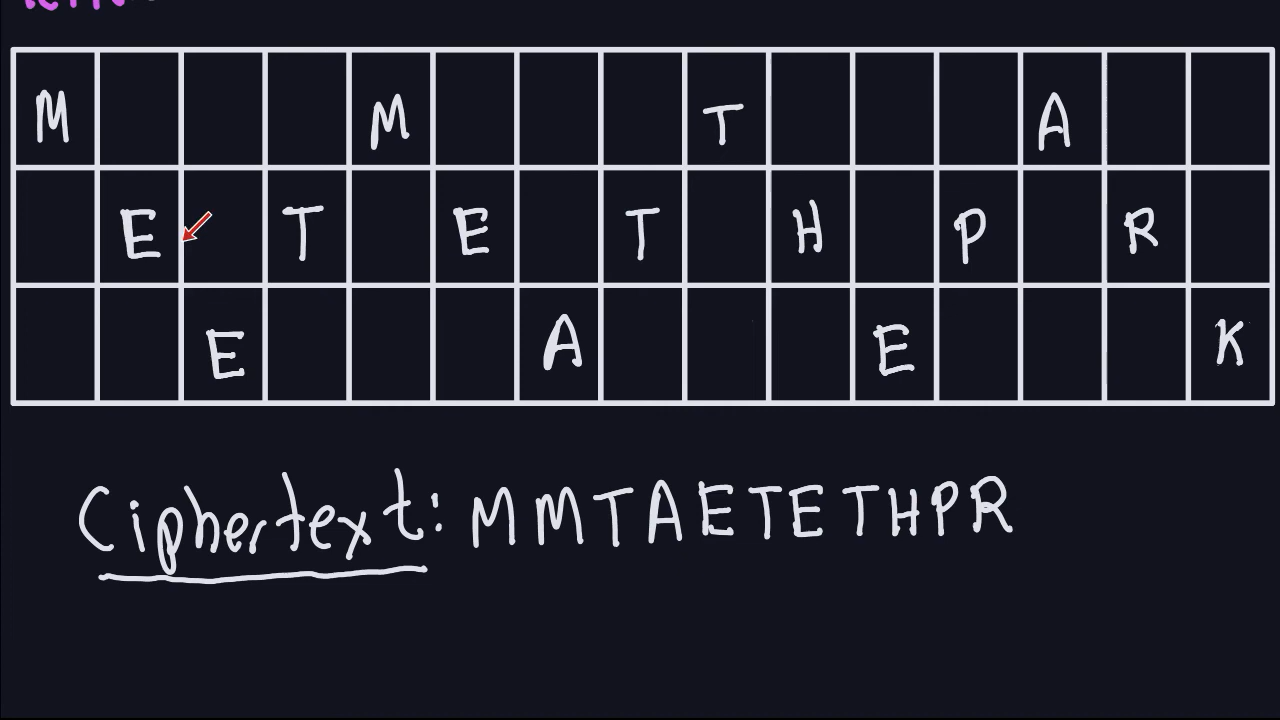 M M T A
E T E T H P R
E A E K
Ciphertext: MMTAETETHPR